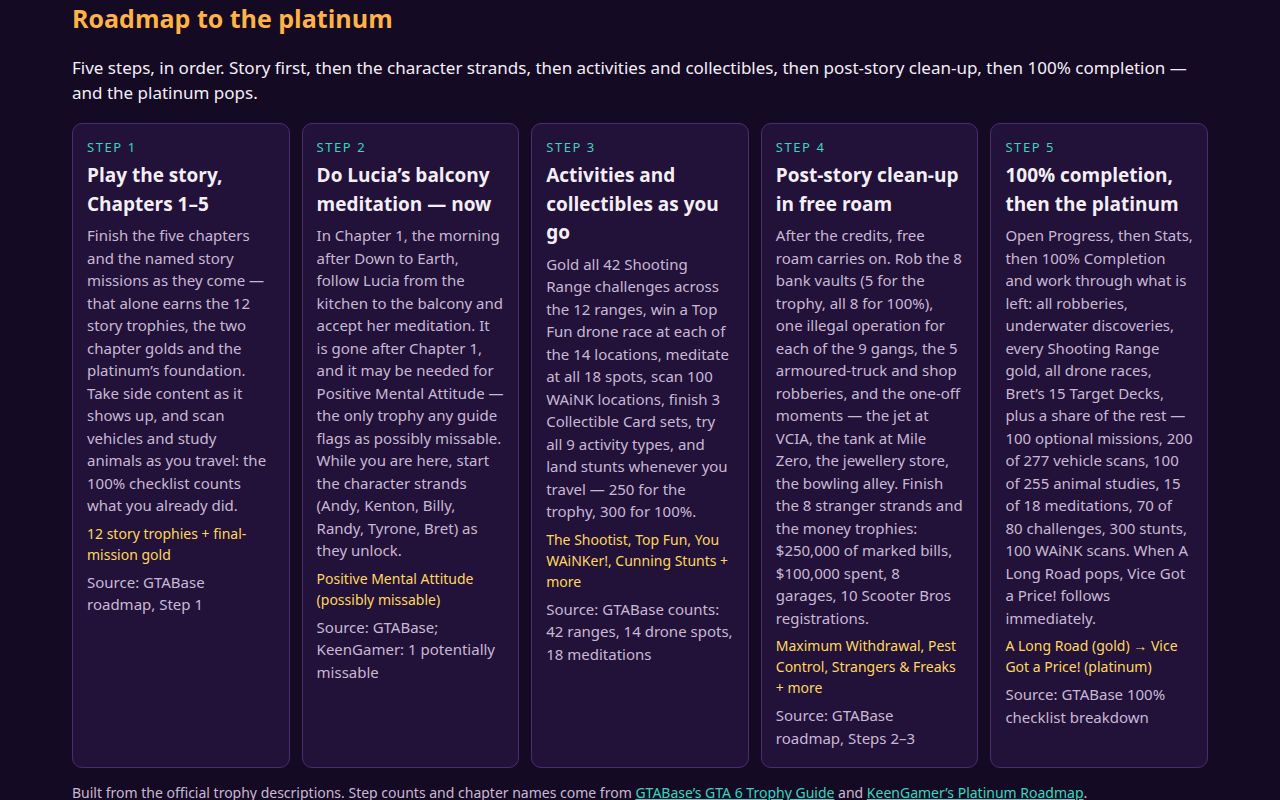 Roadmap to the platinum
Five steps, in order. Story first, then the character strands, then activities and collectibles, then post-story clean-up, then 100% completion —
and the platinum pops.
STEP 1
Play the story,
Chapters 1–5
Finish the five chapters
and the named story
missions as they come —
that alone earns the 12
story trophies, the two
chapter golds and the
platinum’s foundation.
Take side content as it
shows up, and scan
vehicles and study
animals as you travel: the
100% checklist counts
what you already did.
12 story trophies + final-
mission gold
Source: GTABase
roadmap, Step 1
STEP 2
Do Lucia’s balcony
meditation — now
In Chapter 1, the morning
after Down to Earth,
follow Lucia from the
kitchen to the balcony and
accept her meditation. It
is gone after Chapter 1,
and it may be needed for
Positive Mental Attitude —
the only trophy any guide
flags as possibly missable.
While you are here, start
the character strands
(Andy, Kenton, Billy,
Randy, Tyrone, Bret) as
they unlock.
Positive Mental Attitude
(possibly missable)
Source: GTABase;
KeenGamer: 1 potentially
missable
STEP 3
Activities and
collectibles as you
go
Gold all 42 Shooting
Range challenges across
the 12 ranges, win a Top
Fun drone race at each of
the 14 locations, meditate
at all 18 spots, scan 100
WAiNK locations, finish 3
Collectible Card sets, try
all 9 activity types, and
land stunts whenever you
travel — 250 for the
trophy, 300 for 100%.
The Shootist, Top Fun, You
WAiNKer!, Cunning Stunts +
more
Source: GTABase counts:
42 ranges, 14 drone spots,
18 meditations
STEP 4
Post-story clean-up
in free roam
After the credits, free
roam carries on. Rob the 8
bank vaults (5 for the
trophy, all 8 for 100%),
one illegal operation for
each of the 9 gangs, the 5
armoured-truck and shop
robberies, and the one-off
moments — the jet at
VCIA, the tank at Mile
Zero, the jewellery store,
the bowling alley. Finish
the 8 stranger strands and
the money trophies:
$250,000 of marked bills,
$100,000 spent, 8
garages, 10 Scooter Bros
registrations.
Maximum Withdrawal, Pest
Control, Strangers & Freaks
+ more
Source: GTABase
roadmap, Steps 2–3
STEP 5
100% completion,
then the platinum
Open Progress, then Stats,
then 100% Completion
and work through what is
left: all robberies,
underwater discoveries,
every Shooting Range
gold, all drone races,
Bret’s 15 Target Decks,
plus a share of the rest —
100 optional missions, 200
of 277 vehicle scans, 100
of 255 animal studies, 15
of 18 meditations, 70 of
80 challenges, 300 stunts,
100 WAiNK scans. When A
Long Road pops, Vice Got
a Price! follows
immediately.
A Long Road (gold) → Vice
Got a Price! (platinum)
Source: GTABase 100%
checklist breakdown
Built from the official trophy descriptions. Step counts and chapter names come from GTABase’s GTA 6 Trophy Guide and KeenGamer’s Platinum Roadmap.